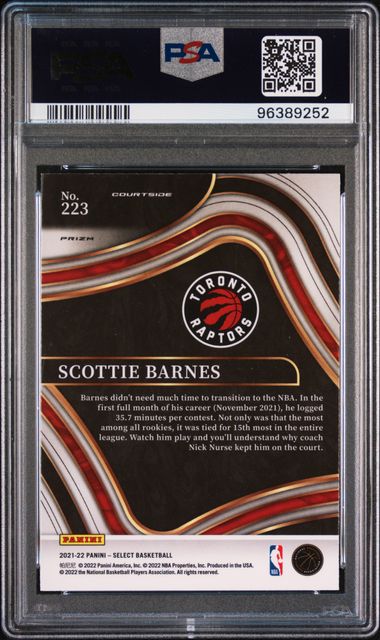 PSA
96389252
No.
223
COURTSIDE
PRIZM
TORONTO
RAPTORS
SCOTTIE BARNES
Barnes didn't need much time to transition to the NBA. In the
first full month of his career (November 2021), he logged
35.7 minutes per contest. Not only was that the most
among all rookies, it was tied for 15th most in the entire
league. Watch him play and you'll understand why coach
Nick Nurse kept him on the court.
PANINI
2021-22 PANINI – SELECT BASKETBALL
帕尼尼 © 2022 Panini America, Inc. © 2022 NBA Properties, Inc. Produced in the USA.
© 2022 the National Basketball Players Association. All rights reserved.
NBA
PSA